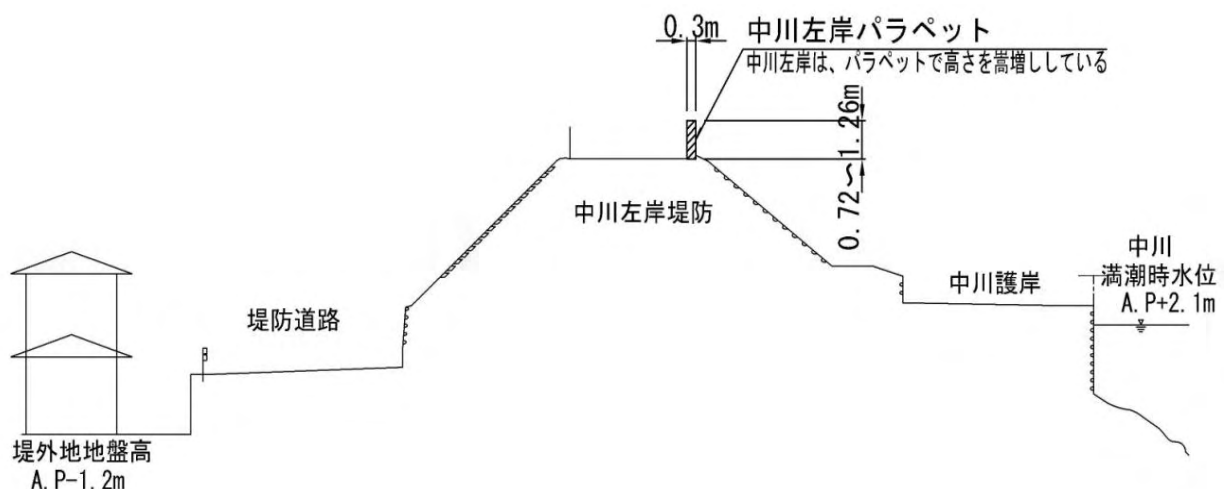 0.3m
中川左岸パラペット
中川左岸は、パラペットで高さを嵩増ししている
0.72～1.26m
中川左岸堤防
中川
満潮時水位
A.P+2.1m
中川護岸
堤防道路
堤外地地盤高
A.P-1.2m